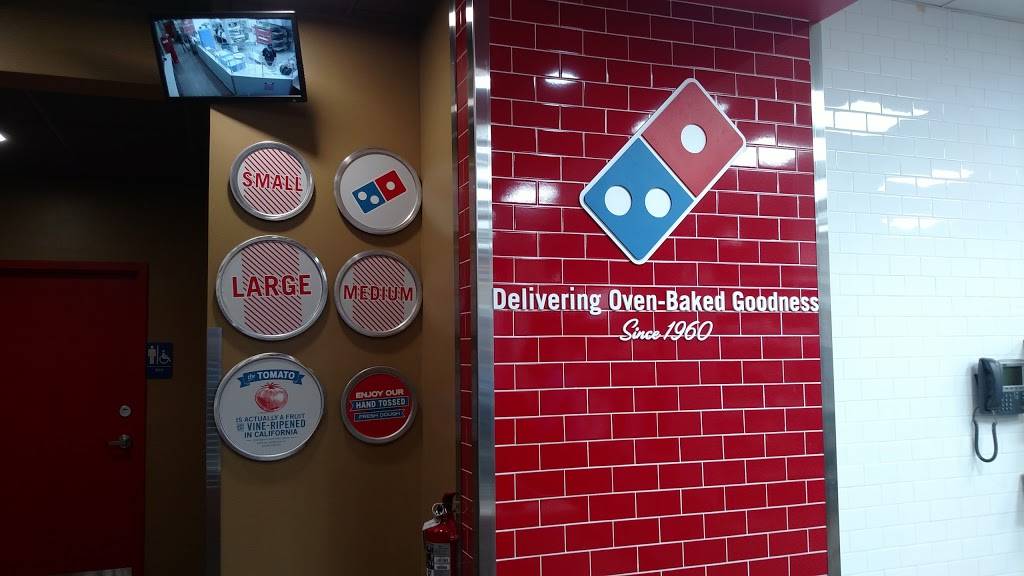 SMALL
LARGE
MEDIUM
the TOMATO
IS ACTUALLY A FRUIT
VINE-RIPENED
IN CALIFORNIA
ENJOY OUR
HAND TOSSED
FRESH DOUGH
Delivering Oven-Baked Goodness
Since 1960